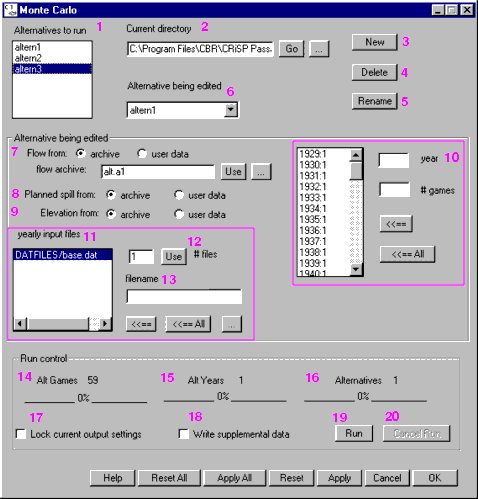 Monte Carlo
Alternatives to run 1
Current directory 2
altern1
altern2
altern3
C:\Program Files\CBR\CRiSP Pass
Go
...
New 3
Delete 4
Rename 5
Alternative being edited
6
altern1
Alternative being edited
7 Flow from: archive user data
flow archive: alt.a1 Use ...
8 Planned spill from: archive user data
9 Elevation from: archive user data
1929:1
1930:1
1931:1
1932:1
1933:1
1934:1
1935:1
1936:1
1937:1
1938:1
1939:1
1940:1
year 10
# games
<<==
<<== All
yearly input files 11
DATFILES/base.dat
12
1 Use # files
filename 13
<<== <<== All ...
Run control
14 Alt Games 59
0%
15 Alt Years 1
0%
16 Alternatives 1
0%
17
Lock current output settings
18
Write supplemental data
19
Run
20
Cancel Run
Help Reset All Apply All Reset Apply Cancel OK